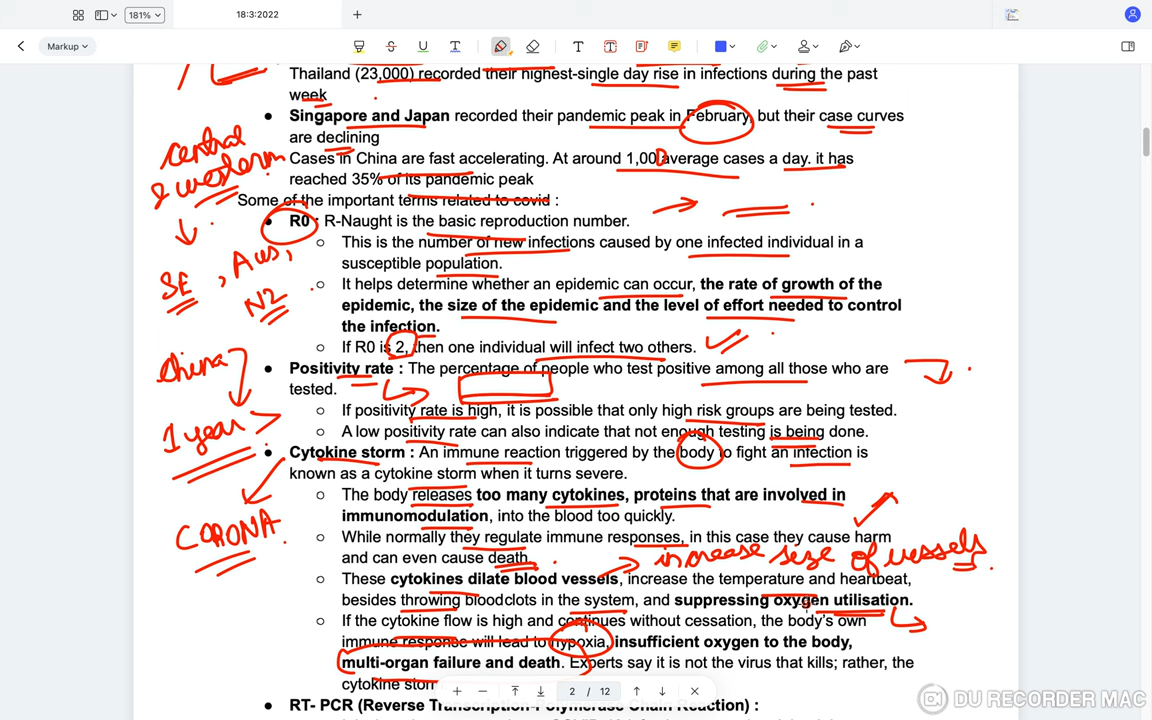 181%
18:3:2022
Markup
Thailand (23,000) recorded their highest-single day rise in infections during the past
week
● Singapore and Japan recorded their pandemic peak in February, but their case curves
are declining
Cases in China are fast accelerating. At around 1,000 average cases a day. it has
reached 35% of its pandemic peak
Some of the important terms related to covid :
● R0 : R-Naught is the basic reproduction number.
○ This is the number of new infections caused by one infected individual in a
susceptible population.
○ It helps determine whether an epidemic can occur, the rate of growth of the
epidemic, the size of the epidemic and the level of effort needed to control
the infection.
○ If R0 is 2, then one individual will infect two others.
● Positivity rate : The percentage of people who test positive among all those who are
tested.
○ If positivity rate is high, it is possible that only high risk groups are being tested.
○ A low positivity rate can also indicate that not enough testing is being done.
● Cytokine storm : An immune reaction triggered by the body to fight an infection is
known as a cytokine storm when it turns severe.
○ The body releases too many cytokines, proteins that are involved in
immunomodulation, into the blood too quickly.
○ While normally they regulate immune responses, in this case they cause harm
and can even cause death.
○ These cytokines dilate blood vessels, increase the temperature and heartbeat,
besides throwing bloodclots in the system, and suppressing oxygen utilisation.
○ If the cytokine flow is high and continues without cessation, the body's own
immune response will lead to hypoxia, insufficient oxygen to the body,
multi-organ failure and death. Experts say it is not the virus that kills; rather, the
cytokine storm
● RT- PCR (Reverse Transcription-Polymerase Chain Reaction) :
central
& western
SE , Aus,
NZ
China
1 year
CORONA
increase size of vessels
2 / 12
DU RECORDER MAC